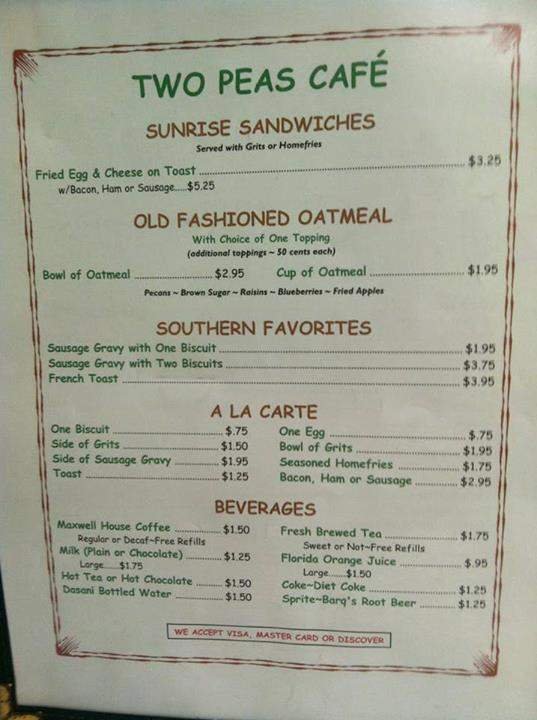 TWO PEAS CAFÉ
SUNRISE SANDWICHES
Served with Grits or Homefries
Fried Egg & Cheese on Toast ........ $3.25
w/Bacon, Ham or Sausage.....$5.25
OLD FASHIONED OATMEAL
With Choice of One Topping
(additional toppings ~ 50 cents each)
Bowl of Oatmeal ........ $2.95 Cup of Oatmeal ........ $1.95
Pecans ~ Brown Sugar ~ Raisins ~ Blueberries ~ Fried Apples
SOUTHERN FAVORITES
Sausage Gravy with One Biscuit ........ $1.95
Sausage Gravy with Two Biscuits ........ $3.75
French Toast ........ $3.95
A LA CARTE
One Biscuit ........ $.75
Side of Grits ........ $1.50
Side of Sausage Gravy ........ $1.95
Toast ........ $1.25
One Egg ........ $.75
Bowl of Grits ........ $1.95
Seasoned Homefries ........ $1.75
Bacon, Ham or Sausage ........ $2.95
BEVERAGES
Maxwell House Coffee ........ $1.50
Regular or Decaf~Free Refills
Milk (Plain or Chocolate) ........ $1.25
Large.....$1.75
Hot Tea or Hot Chocolate ........ $1.50
Dasani Bottled Water ........ $1.50
Fresh Brewed Tea ........ $1.75
Sweet or Not~Free Refills
Florida Orange Juice ........ $.95
Large......$1.50
Coke~Diet Coke ........ $1.25
Sprite~Barq's Root Beer ........ $1.25
WE ACCEPT VISA, MASTER CARD OR DISCOVER